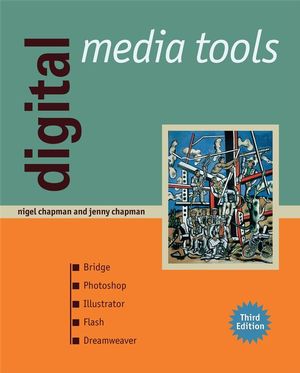 digital
media tools
nigel chapman and jenny chapman
Bridge
Photoshop
Illustrator
Flash
Dreamweaver
Third
Edition